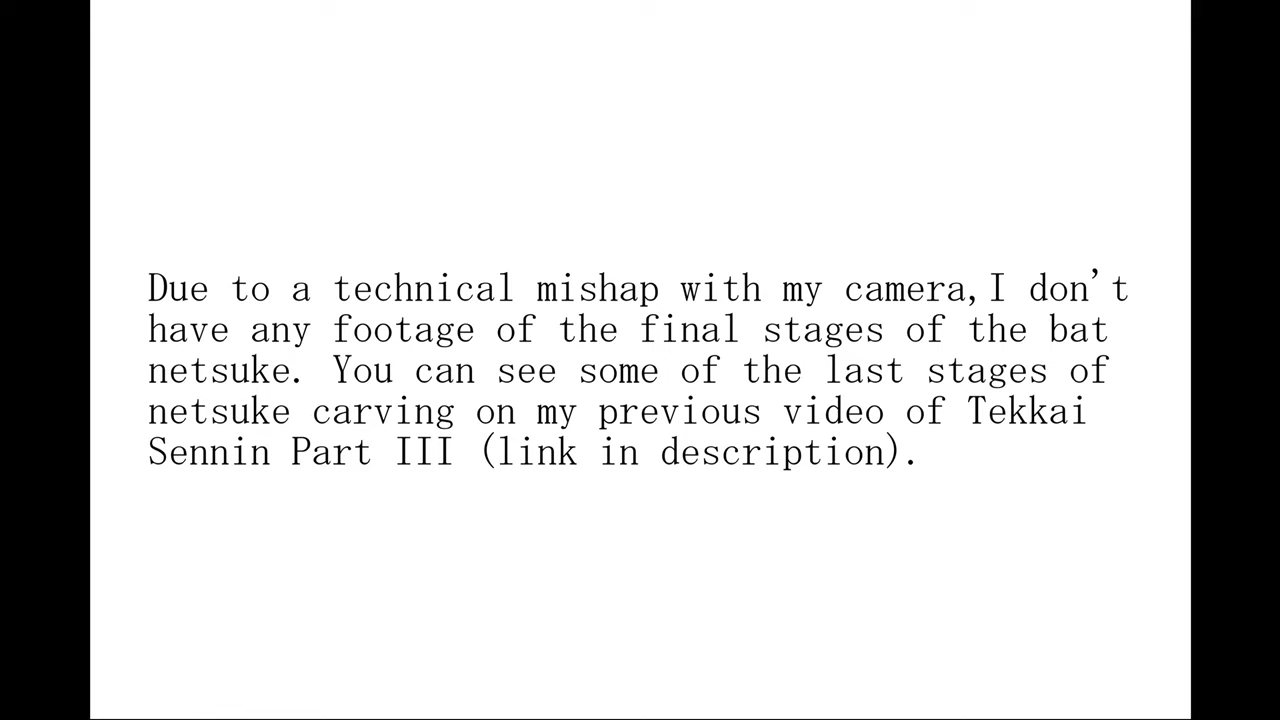 Due to a technical mishap with my camera,I don't
have any footage of the final stages of the bat
netsuke. You can see some of the last stages of
netsuke carving on my previous video of Tekkai
Sennin Part III (link in description).